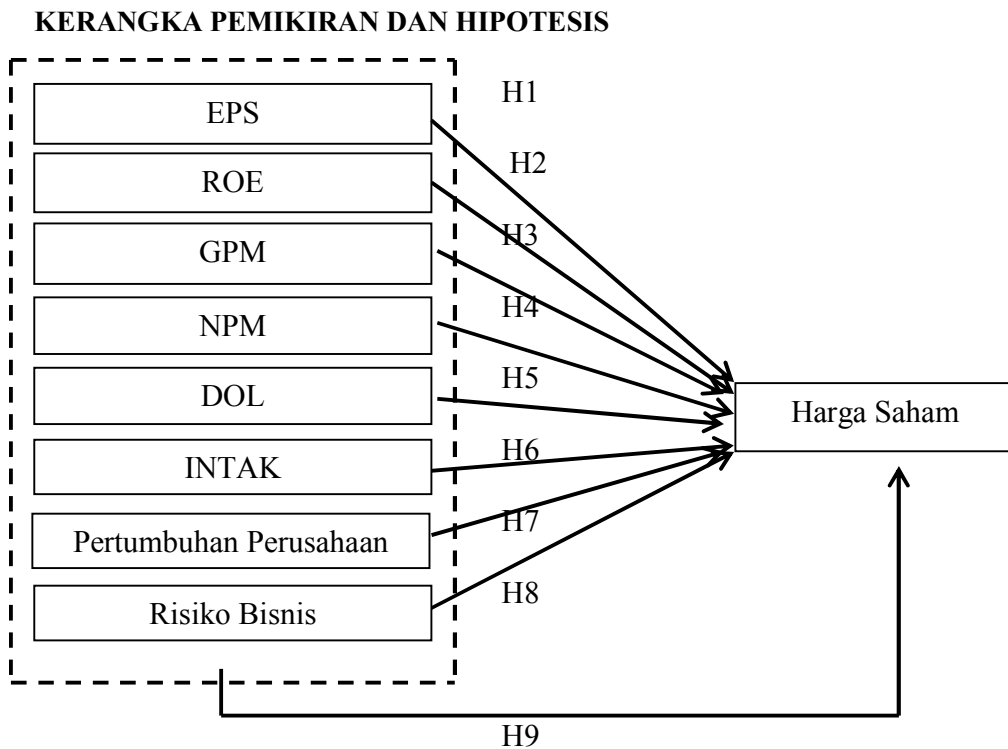 KERANGKA PEMIKIRAN DAN HIPOTESIS
H1
EPS
H2
ROE
H3
GPM
H4
NPM
H5
DOL
Harga Saham
H6
INTAK
H7
Pertumbuhan Perusahaan
H8
Risiko Bisnis
H9